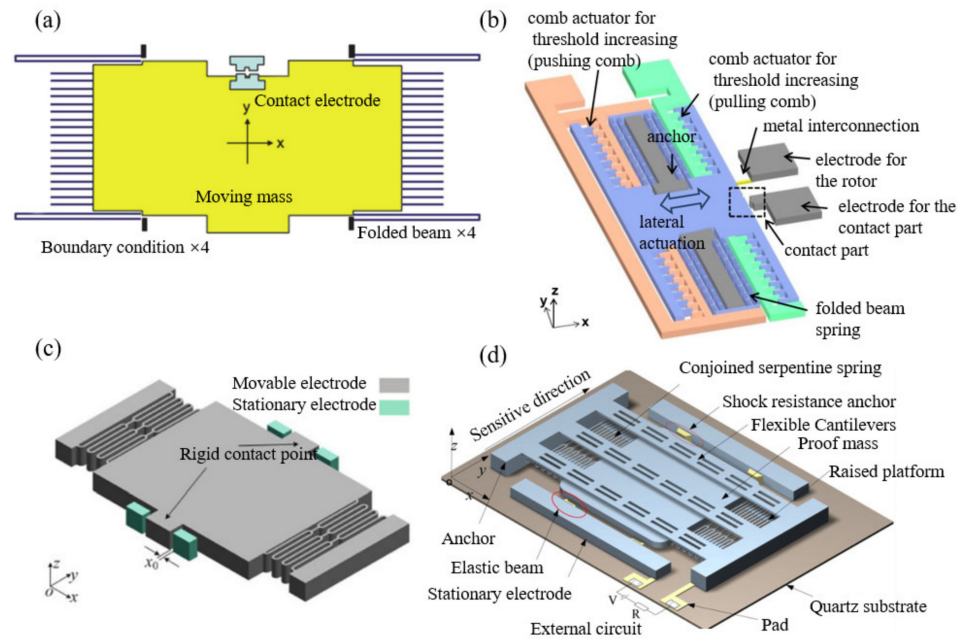 (a)
Contact electrode
y
x
Moving mass
Boundary condition ×4
Folded beam ×4
(b)
comb actuator for
threshold increasing
(pushing comb)
comb actuator for
threshold increasing
(pulling comb)
metal interconnection
anchor
electrode for
the rotor
electrode for the
contact part
lateral
actuation
contact part
z
y
x
folded beam
spring
(c)
Movable electrode
Stationary electrode
Rigid contact point
x0
z
y
o
x
(d)
Conjoined serpentine spring
Sensitive direction
Shock resistance anchor
Flexible Cantilevers
Proof mass
Raised platform
z
y
x
o
Anchor
Elastic beam
Stationary electrode
V
R
External circuit
Pad
Quartz substrate